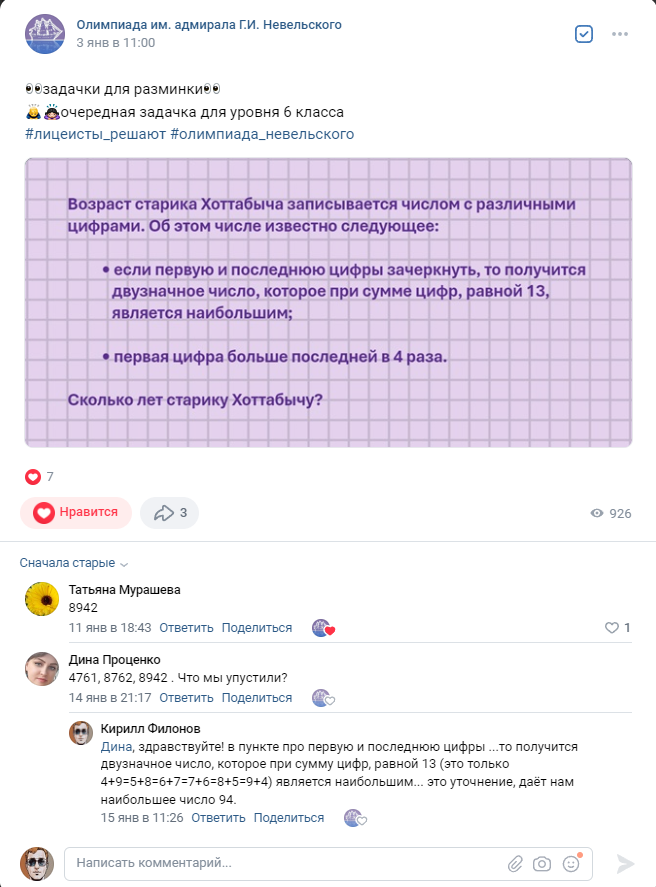 Олимпиада им. адмирала Г.И. Невельского
3 янв в 11:00
👀задачки для разминки👀
🙏🙇‍♀️очередная задачка для уровня 6 класса
#лицеисты_решают #олимпиада_невельского
Возраст старика Хоттабыча записывается числом с различными
цифрами. Об этом числе известно следующее:
• если первую и последнюю цифры зачеркнуть, то получится
двузначное число, которое при сумме цифр, равной 13,
является наибольшим;
• первая цифра больше последней в 4 раза.
Сколько лет старику Хоттабычу?
7
Нравится
3
926
Сначала старые
Татьяна Мурашева
8942
11 янв в 18:43 Ответить Поделиться
1
Дина Проценко
4761, 8762, 8942 . Что мы упустили?
14 янв в 21:17 Ответить Поделиться
Кирилл Филонов
Дина, здравствуйте! в пункте про первую и последнюю цифры ...то получится
двузначное число, которое при сумму цифр, равной 13 (это только
4+9=5+8=6+7=7+6=8+5=9+4) является наибольшим... это уточнение, даёт нам
наибольшее число 94.
15 янв в 11:26 Ответить Поделиться
Написать комментарий...